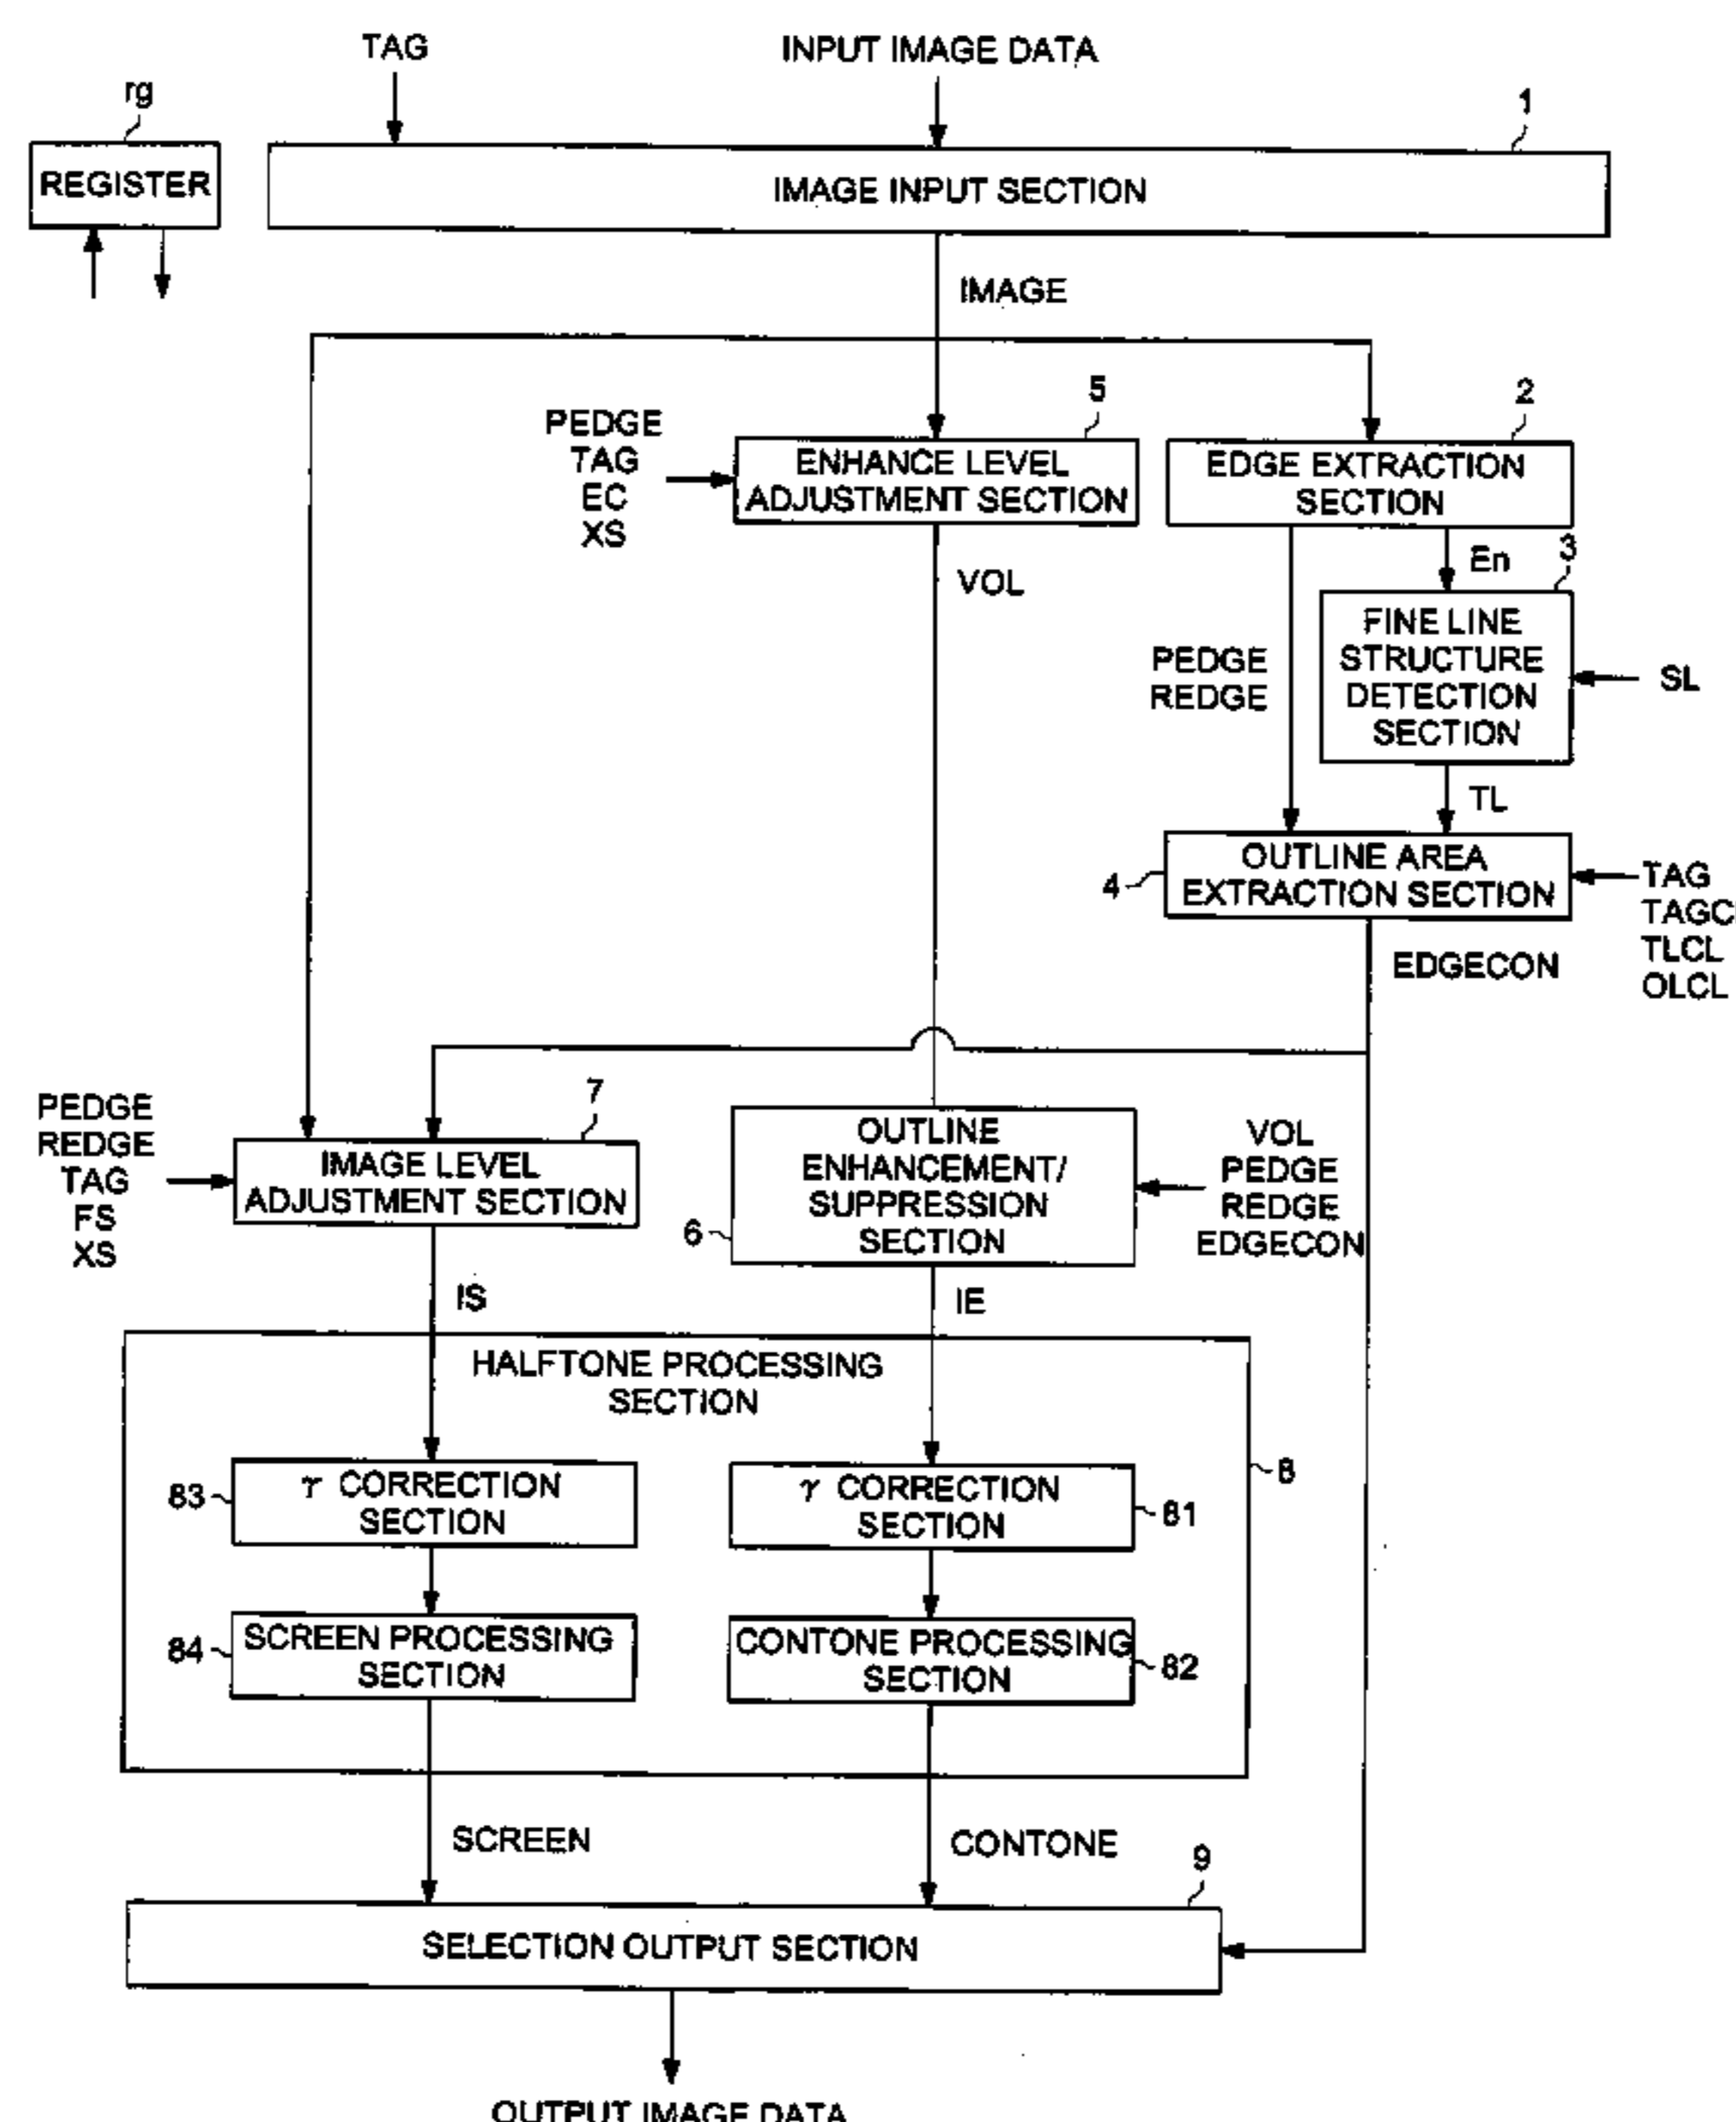 TAG
INPUT IMAGE DATA
rg
1
REGISTER
IMAGE INPUT SECTION
IMAGE
5
2
PEDGE
TAG
EC
XS
ENHANCE LEVEL
ADJUSTMENT SECTION
EDGE EXTRACTION
SECTION
VOL
En
3
PEDGE
REDGE
FINE LINE
STRUCTURE
DETECTION
SECTION
SL
TL
4
OUTLINE AREA
EXTRACTION SECTION
TAG
TAGC
TLCL
OLCL
EDGECON
PEDGE
REDGE
TAG
FS
XS
7
IMAGE LEVEL
ADJUSTMENT SECTION
6
OUTLINE
ENHANCEMENT/
SUPPRESSION
SECTION
VOL
PEDGE
REDGE
EDGECON
IS
IE
HALFTONE PROCESSING
SECTION
8
83
γ CORRECTION
SECTION
γ CORRECTION
SECTION
81
84
SCREEN PROCESSING
SECTION
CONTONE PROCESSING
SECTION
82
SCREEN
CONTONE
9
SELECTION OUTPUT SECTION
OUTPUT IMAGE DATA